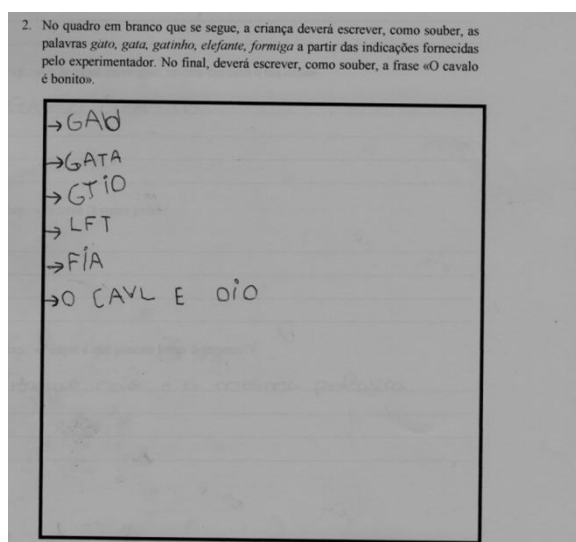 2. No quadro em branco que se segue, a criança deverá escrever, como souber, as
palavras gato, gata, gatinho, elefante, formiga a partir das indicações fornecidas
pelo experimentador. No final, deverá escrever, como souber, a frase «O cavalo
é bonito».
→GAd
→GATA
→GTiO
→ LFT
→FiA
→O CAVL E OiO